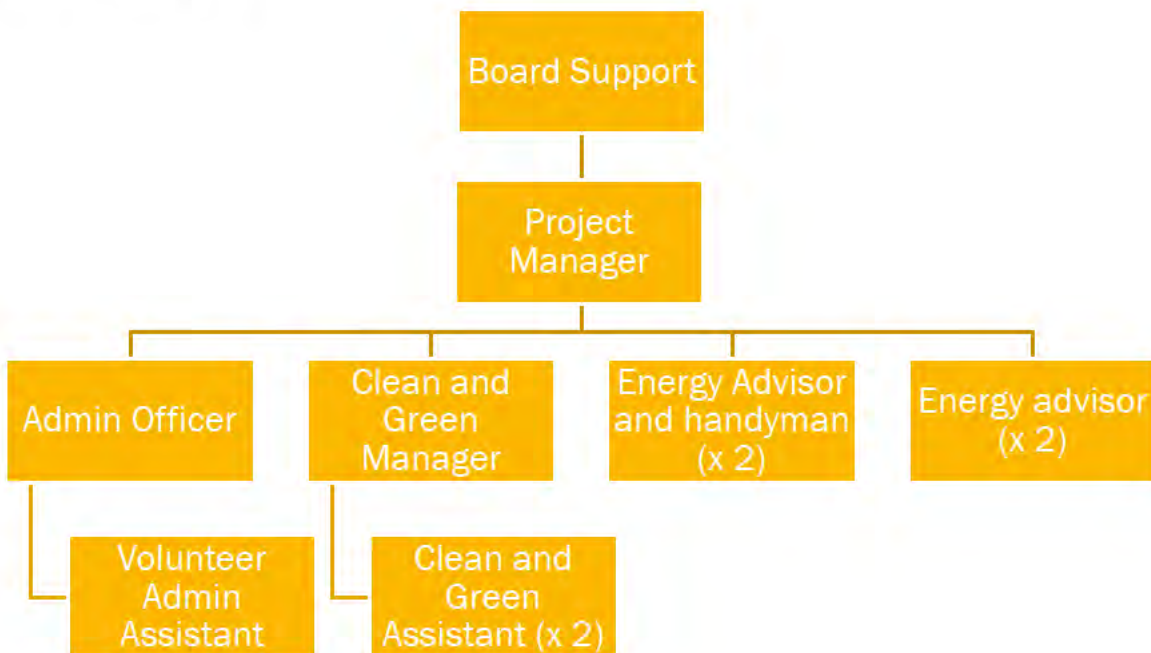 Board Support
Project
Manager
Admin Officer
Clean and
Green
Manager
Energy Advisor
and handyman
(x 2)
Energy advisor
(x 2)
Volunteer
Admin
Assistant
Clean and
Green
Assistant (x 2)